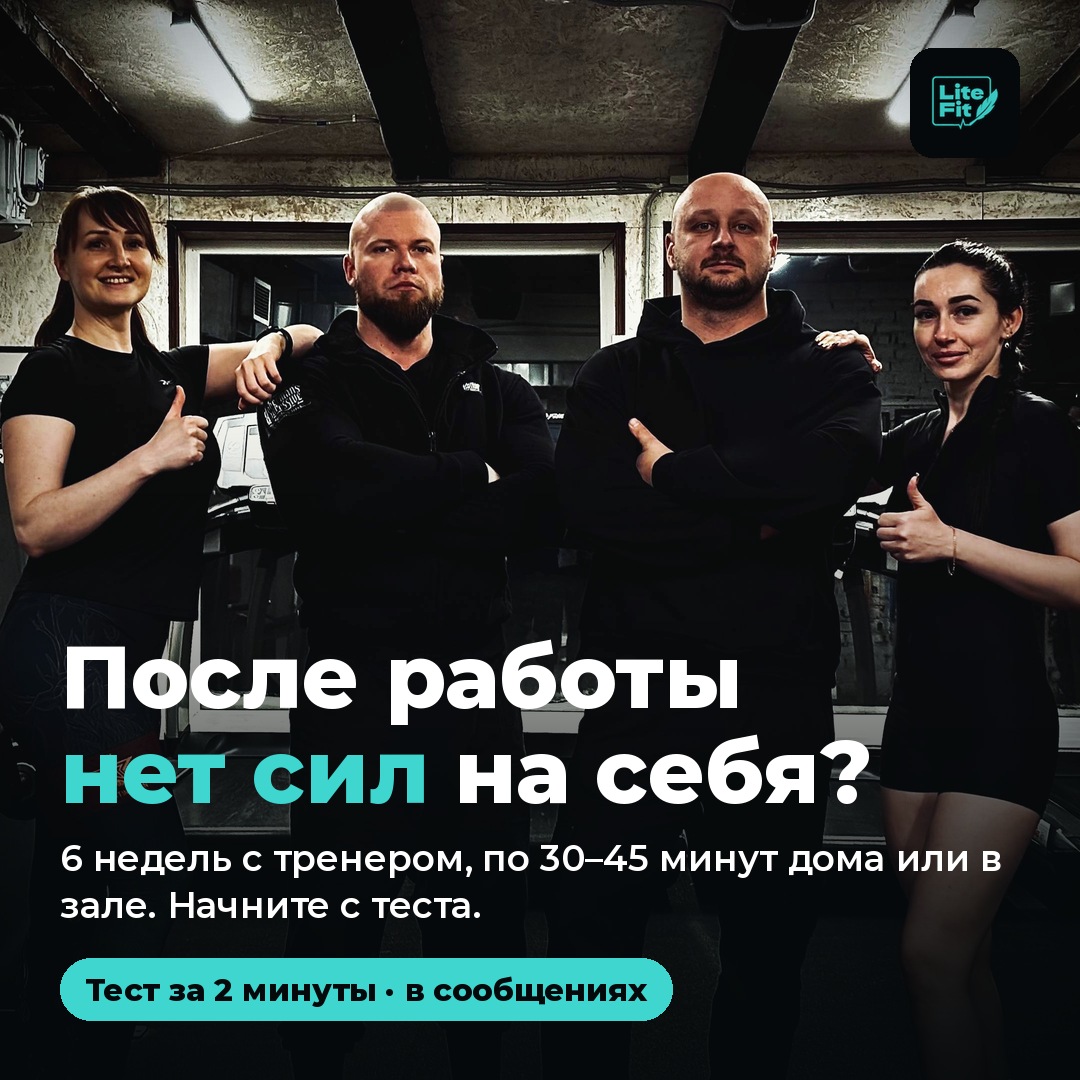 Lite
Fit
После работы
нет сил на себя?
6 недель с тренером, по 30–45 минут дома или в
зале. Начните с теста.
Тест за 2 минуты · в сообщениях